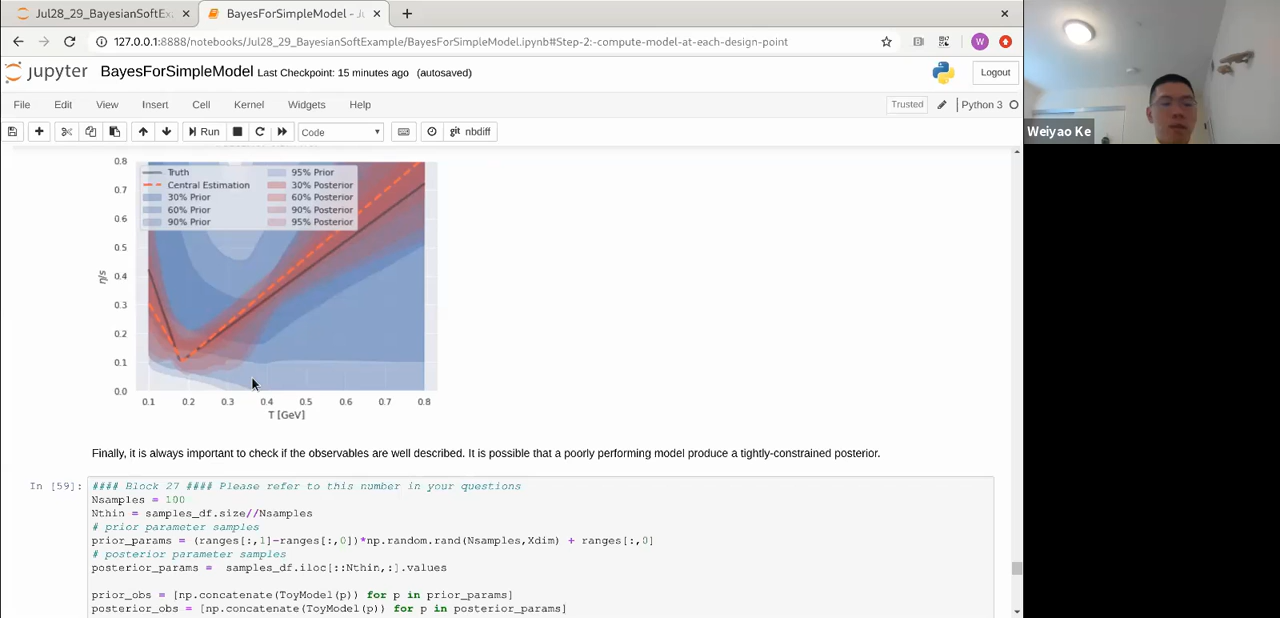 Jul28_29_BayesianSoftEx
BayesForSimpleModel - Ju
127.0.0.1:8888/notebooks/Jul28_29_BayesianSoftExample/BayesForSimpleModel.ipynb#Step-2:-compute-model-at-each-design-point
W
jupyter BayesForSimpleModel Last Checkpoint: 15 minutes ago (autosaved)
Logout
File Edit View Insert Cell Kernel Widgets Help
Trusted Python 3
Run Code git nbdiff
Weiyao Ke
0.8
0.7
0.6
0.5
0.4
0.3
0.2
0.1
0.0
η/s
Truth
Central Estimation
30% Prior
60% Prior
90% Prior
95% Prior
30% Posterior
60% Posterior
90% Posterior
95% Posterior
0.1 0.2 0.3 0.4 0.5 0.6 0.7 0.8
T [GeV]
Finally, it is always important to check if the observables are well described. It is possible that a poorly performing model produce a tightly-constrained posterior.
In [59]: #### Block 27 #### Please refer to this number in your questions
Nsamples = 100
Nthin = samples_df.size//Nsamples
# prior parameter samples
prior_params = (ranges[:,1]-ranges[:,0])*np.random.rand(Nsamples,Xdim) + ranges[:,0]
# posterior parameter samples
posterior_params = samples_df.iloc[::Nthin,:].values
prior_obs = [np.concatenate(ToyModel(p)) for p in prior_params]
posterior_obs = [np.concatenate(ToyModel(p)) for p in posterior_params]